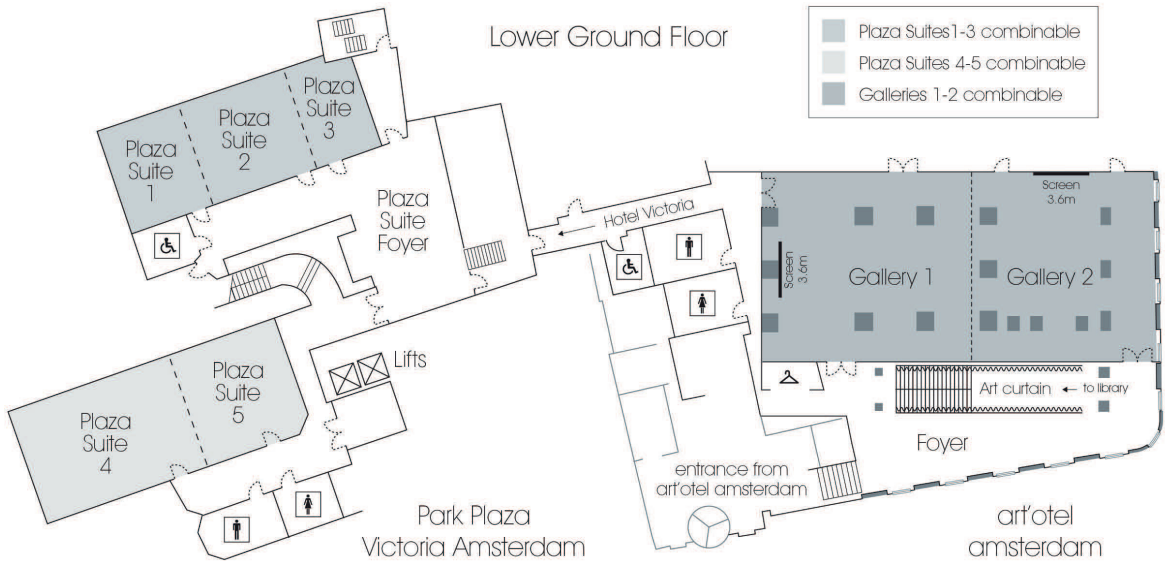 Lower Ground Floor
Plaza Suites1-3 combinable
Plaza Suites 4-5 combinable
Galleries 1-2 combinable
Plaza
Suite
1
Plaza
Suite
2
Plaza
Suite
3
Plaza
Suite
Foyer
Hotel Victoria
Screen
3.6m
Gallery 1
Screen
3.6m
Gallery 2
Plaza
Suite
4
Plaza
Suite
5
Lifts
Art curtain
to library
Foyer
entrance from
art'otel amsterdam
Park Plaza
Victoria Amsterdam
art'otel
amsterdam